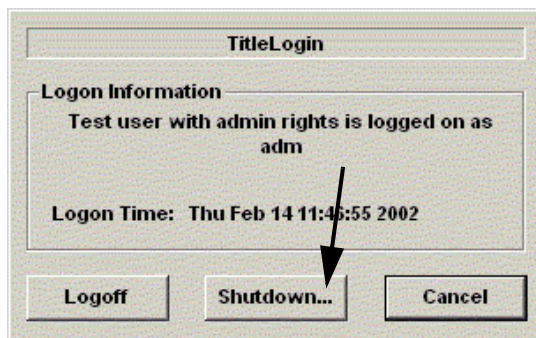 TitleLogin
Logon Information
Test user with admin rights is logged on as
adm
Logon Time: Thu Feb 14 11:46:55 2002
Logoff Shutdown... Cancel